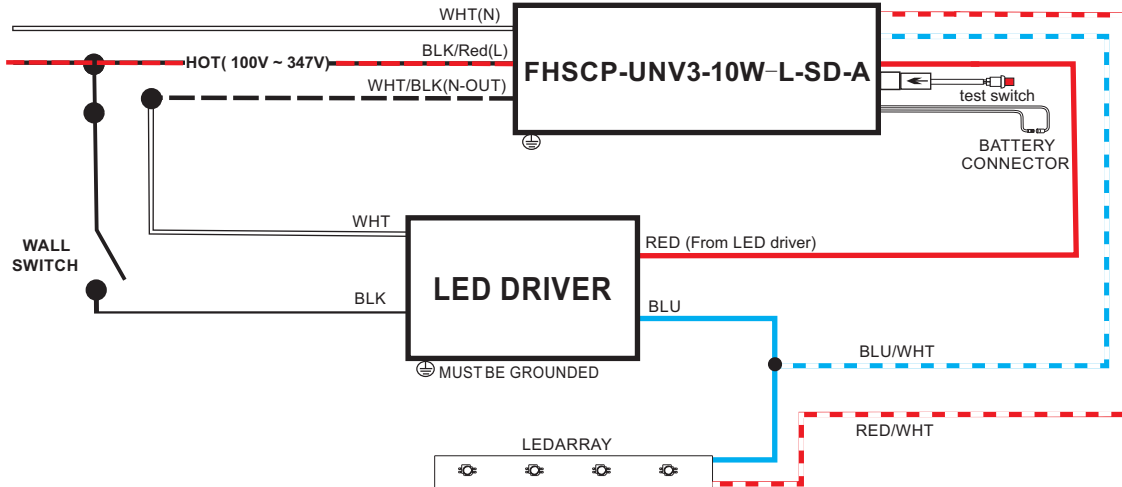 WHT(N)
BLK/Red(L)
HOT( 100V ~ 347V)
WHT/BLK(N-OUT)
FHSCP-UNV3-10W-L-SD-A
test switch
BATTERY
CONNECTOR
WHT
WALL
SWITCH
RED (From LED driver)
LED DRIVER
BLK
BLU
BLU/WHT
MUST BE GROUNDED
RED/WHT
LEDARRAY